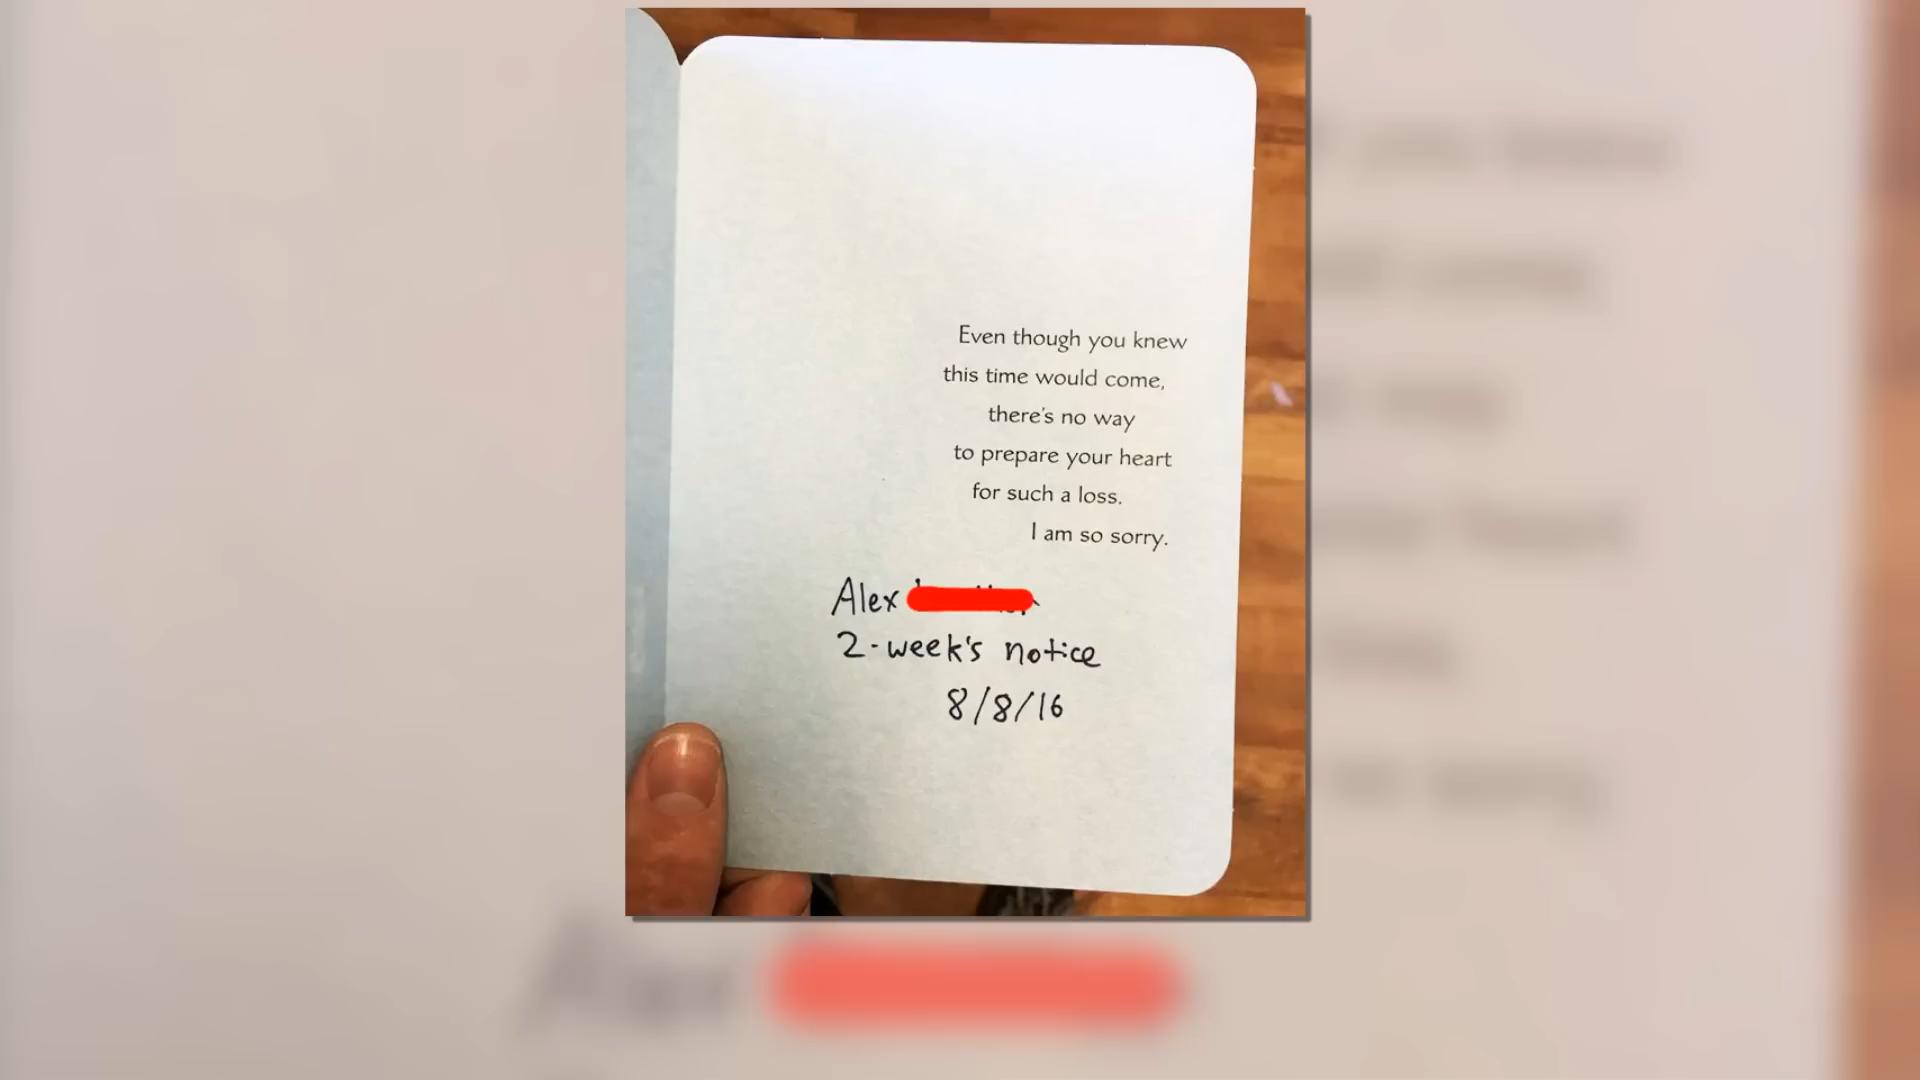 Even though you knew
this time would come,
there's no way
to prepare your heart
for such a loss.
I am so sorry.
Alex
2-week's notice
8/8/16